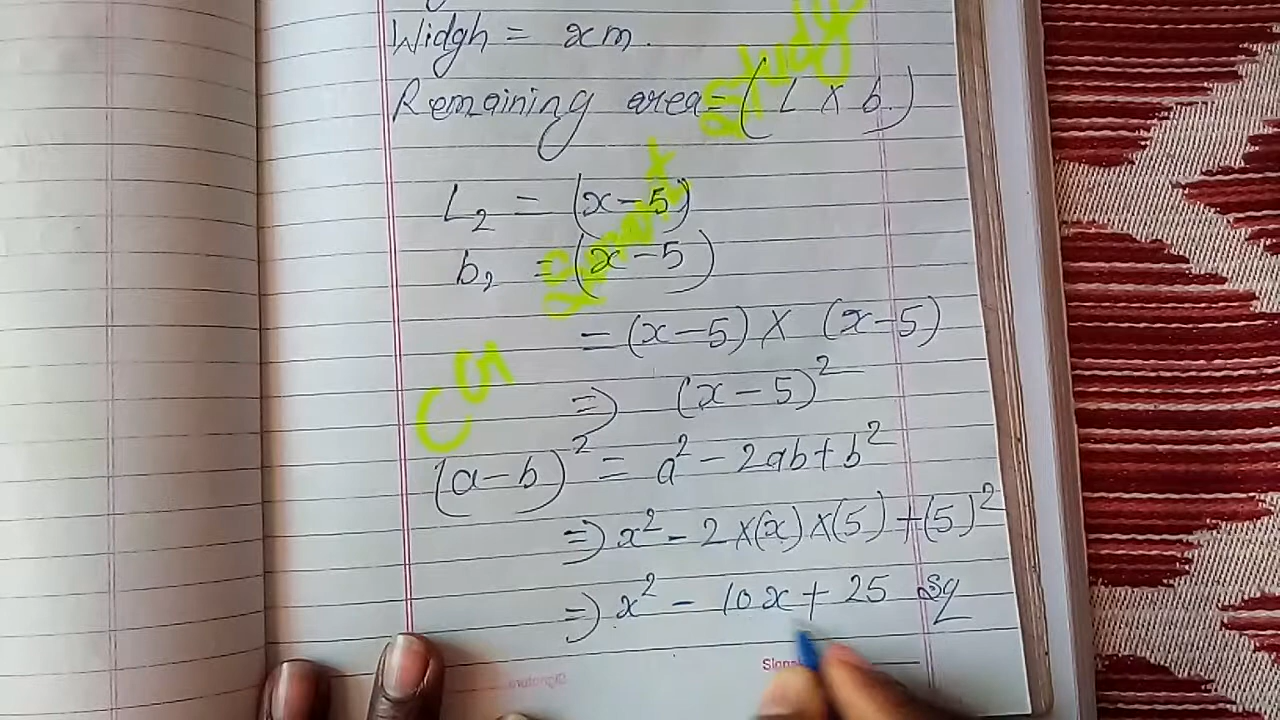 Widgh = xm.
Remaining area = (L × b.)
L₂ = (x-5)
b₂ = (x-5)
= (x-5) × (x-5)
⇒ (x-5)²
(a-b)² = a² - 2ab + b²
⇒ x² - 2×(x)×(5) + (5)²
⇒ x² - 10x + 25 Sq